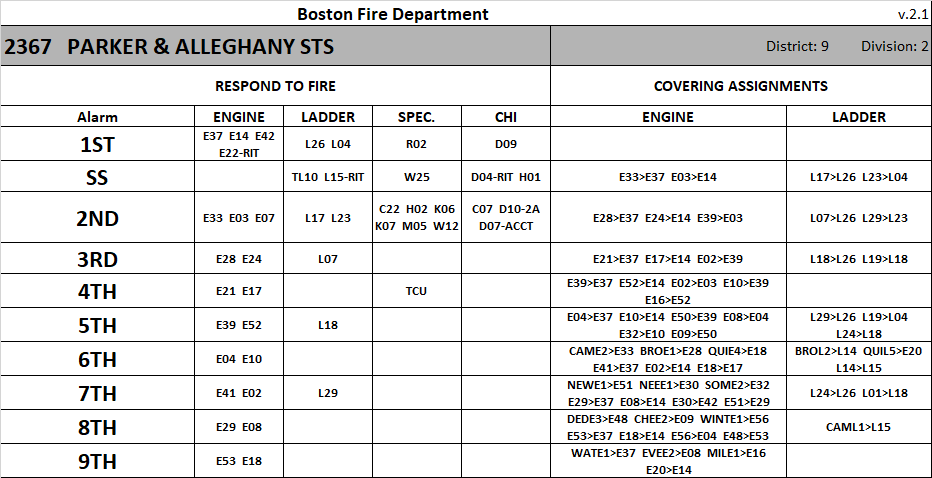 Boston Fire Department v.2.1
2367 PARKER & ALLEGHANY STS District: 9 Division: 2
RESPOND TO FIRE COVERING ASSIGNMENTS
Alarm ENGINE LADDER SPEC. CHI ENGINE LADDER
1ST E37 E14 E42 E22-RIT L26 L04 R02 D09
SS TL10 L15-RIT W25 D04-RIT H01 E33>E37 E03>E14 L17>L26 L23>L04
2ND E33 E03 E07 L17 L23 C22 H02 K06 K07 M05 W12 C07 D10-2A D07-ACCT E28>E37 E24>E14 E39>E03 L07>L26 L29>L23
3RD E28 E24 L07 E21>E37 E17>E14 E02>E39 L18>L26 L19>L18
4TH E21 E17 TCU E39>E37 E52>E14 E02>E03 E10>E39 E16>E52
5TH E39 E52 L18 E04>E37 E10>E14 E50>E39 E08>E04 E32>E10 E09>E50 L29>L26 L19>L04 L24>L18
6TH E04 E10 CAME2>E33 BROE1>E28 QUIE4>E18 E41>E37 E02>E14 E18>E17 BROL2>L14 QUIL5>E20 L14>L15
7TH E41 E02 L29 NEWE1>E51 NEEE1>E30 SOME2>E32 E29>E37 E08>E14 E30>E42 E51>E29 L24>L26 L01>L18
8TH E29 E08 DEDE3>E48 CHEE2>E09 WINTE1>E56 E53>E37 E18>E14 E56>E04 E48>E53 CAML1>L15
9TH E53 E18 WATE1>E37 EVEE2>E08 MILE1>E16 E20>E14